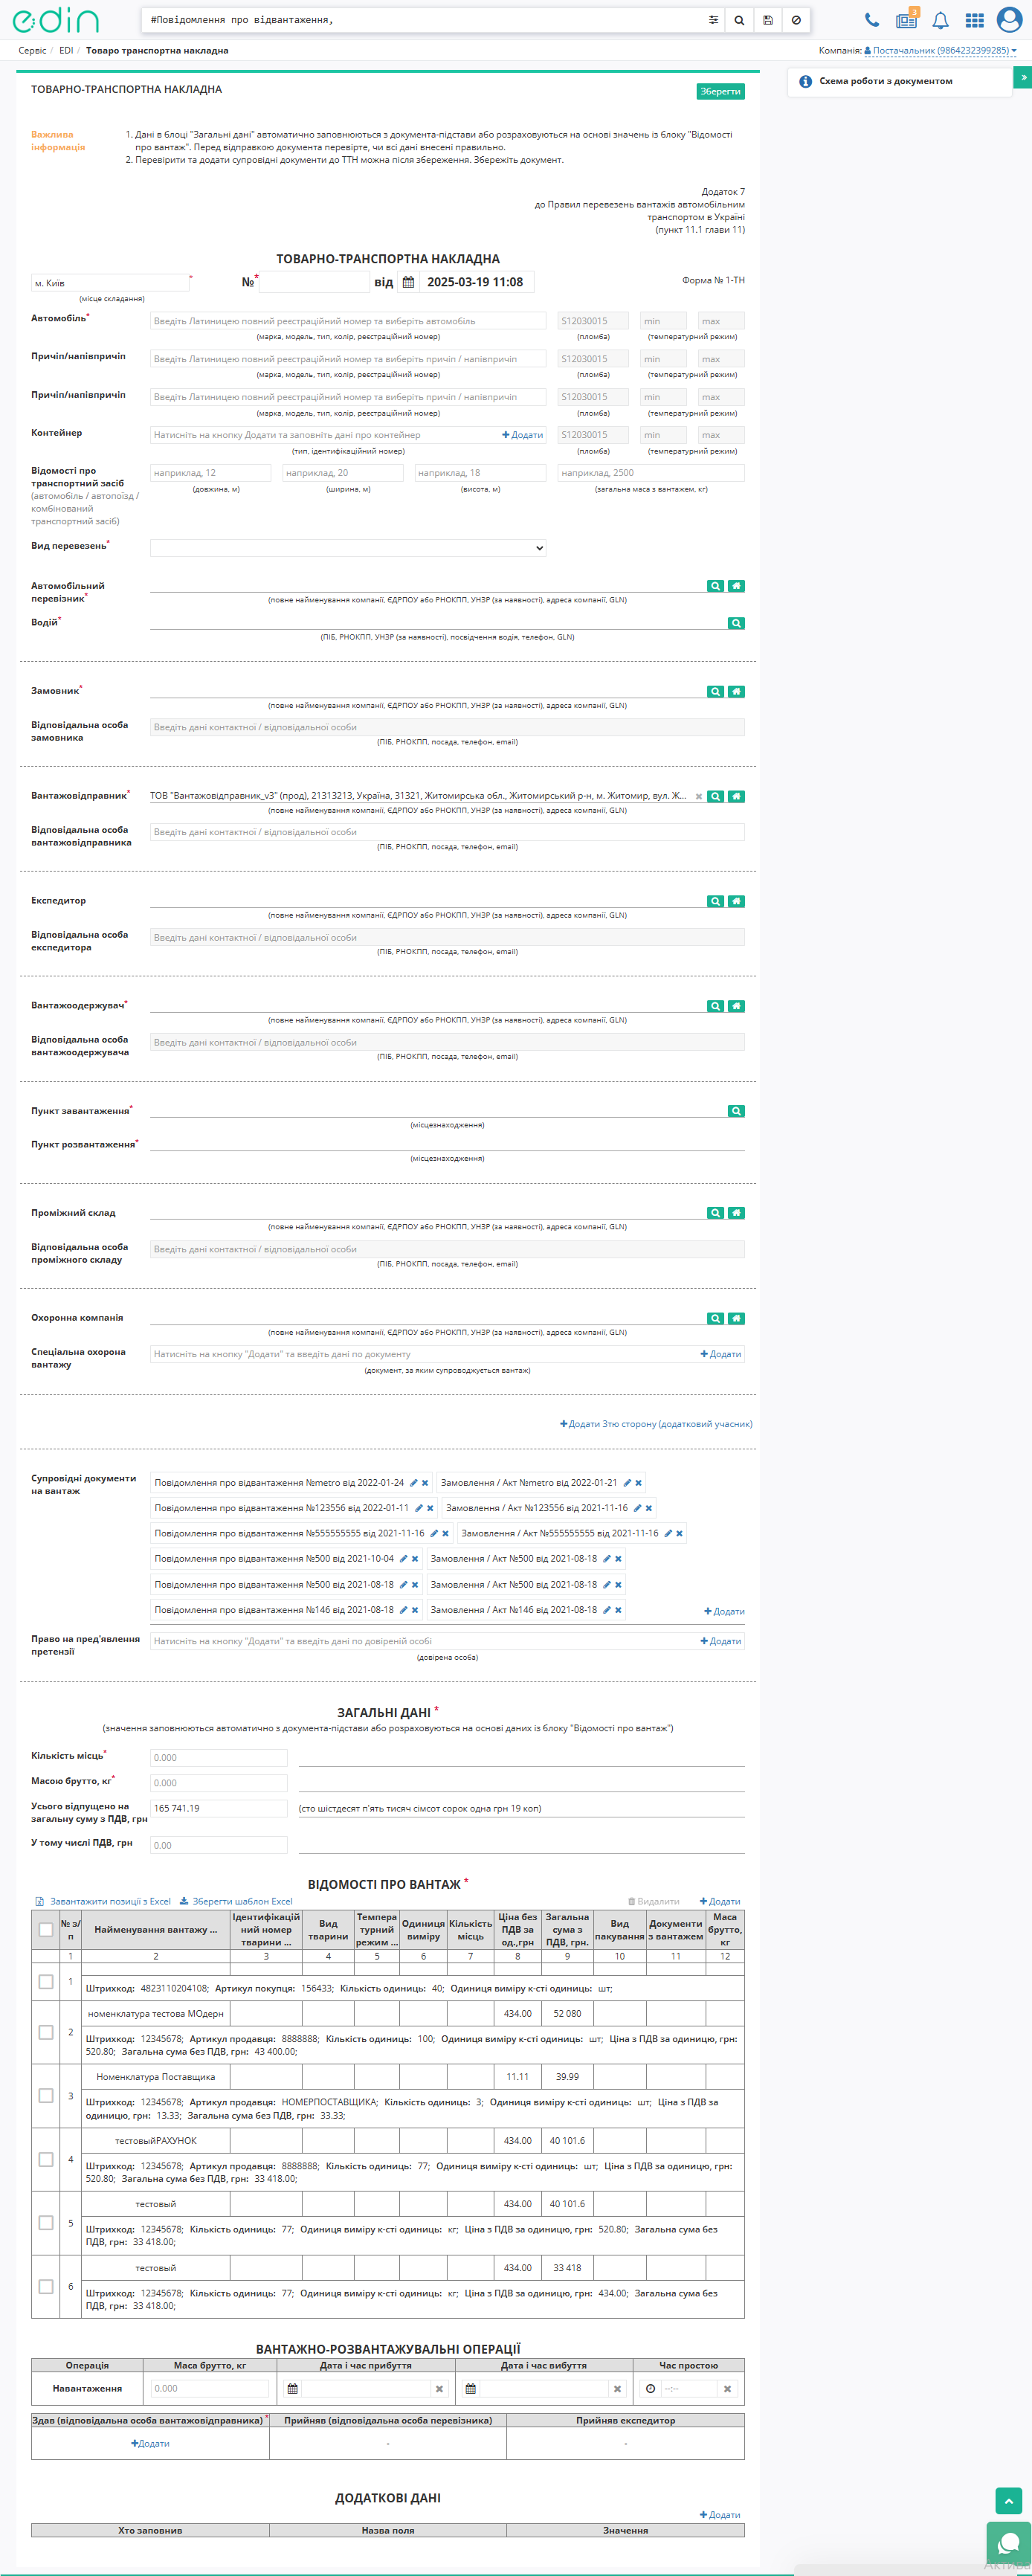 edin
#Повідомлення про відвантаження,
3
Сервіс / EDI / Товаро транспортна накладна
Компанія: Постачальник (9864232399285)
Схема роботи з документом
ТОВАРНО-ТРАНСПОРТНА НАКЛАДНА
Зберегти
Важлива інформація
1. Дані в блоці "Загальні дані" автоматично заповнюються з документа-підстави або розраховуються на основі значень із блоку "Відомості
про вантаж". Перед відправкою документа перевірте, чи всі дані внесені правильно.
2. Перевірити та додати супровідні документи до ТТН можна після збереження. Збережіть документ.
Додаток 7
до Правил перевезень вантажів автомобільним
транспортом в Україні
(пункт 11.1 глави 11)
ТОВАРНО-ТРАНСПОРТНА НАКЛАДНА
м. Київ * № * від 2025-03-19 11:08 Форма № 1-ТН
(місце складання)
Автомобіль* Введіть Латиницею повний реєстраційний номер та виберіть автомобіль S12030015 min max
(марка, модель, тип, колір, реєстраційний номер) (пломба) (температурний режим)
Причіп/напівпричіп Введіть Латиницею повний реєстраційний номер та виберіть причіп / напівпричіп S12030015 min max
(марка, модель, тип, колір, реєстраційний номер) (пломба) (температурний режим)
Причіп/напівпричіп Введіть Латиницею повний реєстраційний номер та виберіть причіп / напівпричіп S12030015 min max
(марка, модель, тип, колір, реєстраційний номер) (пломба) (температурний режим)
Контейнер Натисніть на кнопку Додати та заповніть дані про контейнер Додати S12030015 min max
(тип, ідентифікаційний номер) (пломба) (температурний режим)
Відомості про
транспортний засіб
(автомобіль / автопоїзд /
комбінований
транспортний засіб)
наприклад, 12 наприклад, 20 наприклад, 18 наприклад, 2500
(довжина, м) (ширина, м) (висота, м) (загальна маса з вантажем, кг)
Вид перевезень*
Автомобільний
перевізник*
(повне найменування компанії, ЄДРПОУ або РНОКПП, УНЗР (за наявності), адреса компанії, GLN)
Водій*
(ПІБ, РНОКПП, УНЗР (за наявності), посвідчення водія, телефон, GLN)
Замовник*
(повне найменування компанії, ЄДРПОУ або РНОКПП, УНЗР (за наявності), адреса компанії, GLN)
Відповідальна особа
замовника
Введіть дані контактної / відповідальної особи
(ПІБ, РНОКПП, посада, телефон, email)
Вантажовідправник* ТОВ "Вантажовідправник_v3" (прод), 21313213, Україна, 31321, Житомирська обл., Житомирський р-н, м. Житомир, вул. Ж...
(повне найменування компанії, ЄДРПОУ або РНОКПП, УНЗР (за наявності), адреса компанії, GLN)
Відповідальна особа
вантажовідправника
Введіть дані контактної / відповідальної особи
(ПІБ, РНОКПП, посада, телефон, email)
Експедитор
(повне найменування компанії, ЄДРПОУ або РНОКПП, УНЗР (за наявності), адреса компанії, GLN)
Відповідальна особа
експедитора
Введіть дані контактної / відповідальної особи
(ПІБ, РНОКПП, посада, телефон, email)
Вантажоодержувач*
(повне найменування компанії, ЄДРПОУ або РНОКПП, УНЗР (за наявності), адреса компанії, GLN)
Відповідальна особа
вантажоодержувача
Введіть дані контактної / відповідальної особи
(ПІБ, РНОКПП, посада, телефон, email)
Пункт завантаження*
(місцезнаходження)
Пункт розвантаження*
(місцезнаходження)
Проміжний склад
(повне найменування компанії, ЄДРПОУ або РНОКПП, УНЗР (за наявності), адреса компанії, GLN)
Відповідальна особа
проміжного складу
Введіть дані контактної / відповідальної особи
(ПІБ, РНОКПП, посада, телефон, email)
Охоронна компанія
(повне найменування компанії, ЄДРПОУ або РНОКПП, УНЗР (за наявності), адреса компанії, GLN)
Спеціальна охорона
вантажу
Натисніть на кнопку "Додати" та введіть дані по документу Додати
(документ, за яким супроводжується вантаж)
Додати 3тю сторону (додатковий учасник)
Супровідні документи
на вантаж
Повідомлення про відвантаження №metro від 2022-01-24 Замовлення / Акт №metro від 2022-01-21
Повідомлення про відвантаження №123556 від 2022-01-11 Замовлення / Акт №123556 від 2021-11-16
Повідомлення про відвантаження №555555555 від 2021-11-16 Замовлення / Акт №555555555 від 2021-11-16
Повідомлення про відвантаження №500 від 2021-10-04 Замовлення / Акт №500 від 2021-08-18
Повідомлення про відвантаження №500 від 2021-08-18 Замовлення / Акт №500 від 2021-08-18
Повідомлення про відвантаження №146 від 2021-08-18 Замовлення / Акт №146 від 2021-08-18 Додати
Право на пред'явлення
претензії
Натисніть на кнопку "Додати" та введіть дані по довіреній особі Додати
(довірена особа)
ЗАГАЛЬНІ ДАНІ *
(значення заповнюються автоматично з документа-підстави або розраховуються на основі даних із блоку "Відомості про вантаж")
Кількість місць* 0.000
Масою брутто, кг* 0.000
Усього відпущено на
загальну суму з ПДВ, грн
165 741.19 (сто шістдесят п'ять тисяч сімсот сорок одна грн 19 коп)
У тому числі ПДВ, грн 0.00
ВІДОМОСТІ ПРО ВАНТАЖ *
Завантажити позиції з Excel Зберегти шаблон Excel Видалити Додати
№ з/п Найменування вантажу ... Ідентифікаційний номер тварини ... Вид тварини Температурний режим ... Одиниця виміру Кількість місць Ціна без ПДВ за од.,грн Загальна сума з ПДВ, грн. Вид пакування Документи з вантажем Маса брутто, кг
1 2 3 4 5 6 7 8 9 10 11 12
1
Штрихкод: 4823110204108; Артикул покупця: 156433; Кількість одиниць: 40; Одиниця виміру к-сті одиниць: шт;
2 номенклатура тестова МОдерн 434.00 52 080
Штрихкод: 12345678; Артикул продавця: 8888888; Кількість одиниць: 100; Одиниця виміру к-сті одиниць: шт; Ціна з ПДВ за одиницю, грн:
520.80; Загальна сума без ПДВ, грн: 43 400.00;
3 Номенклатура Поставщика 11.11 39.99
Штрихкод: 12345678; Артикул продавця: НОМЕРПОСТАВЩИКА; Кількість одиниць: 3; Одиниця виміру к-сті одиниць: шт; Ціна з ПДВ за
одиницю, грн: 13.33; Загальна сума без ПДВ, грн: 33.33;
4 тестовыйРАХУНОК 434.00 40 101.6
Штрихкод: 12345678; Артикул продавця: 8888888; Кількість одиниць: 77; Одиниця виміру к-сті одиниць: шт; Ціна з ПДВ за одиницю, грн:
520.80; Загальна сума без ПДВ, грн: 33 418.00;
5 тестовый 434.00 40 101.6
Штрихкод: 12345678; Кількість одиниць: 77; Одиниця виміру к-сті одиниць: кг; Ціна з ПДВ за одиницю, грн: 520.80; Загальна сума без
ПДВ, грн: 33 418.00;
6 тестовый 434.00 33 418
Штрихкод: 12345678; Кількість одиниць: 77; Одиниця виміру к-сті одиниць: кг; Ціна з ПДВ за одиницю, грн: 434.00; Загальна сума без
ПДВ, грн: 33 418.00;
ВАНТАЖНО-РОЗВАНТАЖУВАЛЬНІ ОПЕРАЦІЇ
Операція Маса брутто, кг Дата і час прибуття Дата і час вибуття Час простою
Навантаження 0.000 --:--
Здав (відповідальна особа вантажовідправника) * Прийняв (відповідальна особа перевізника) Прийняв експедитор
Додати - -
ДОДАТКОВІ ДАНІ
Додати
Хто заповнив Назва поля Значення